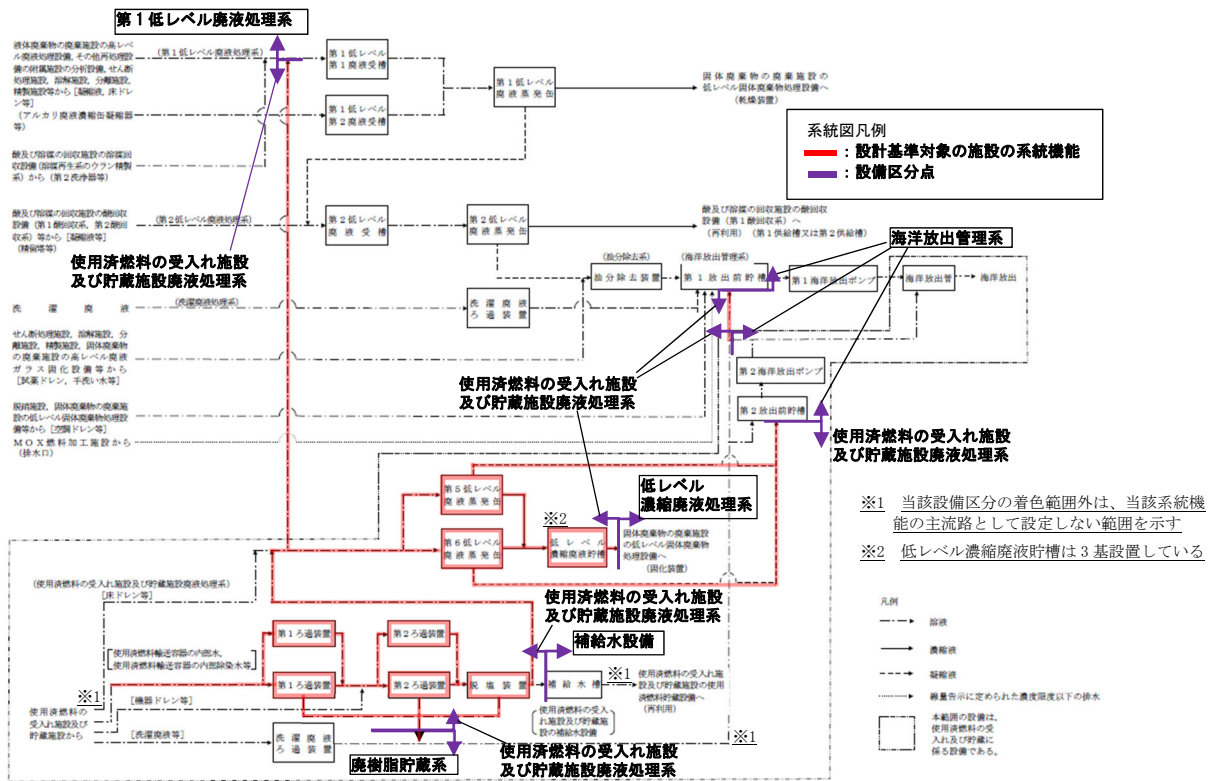 第１低レベル廃液処理系
液体廃棄物の廃棄施設の高レベ
ル廃液処理設備，その他再処理設
備の附属施設の分析設備，せん断
処理施設，溶解施設，分離施設，
精製施設等から［凝縮液，床ドレ
ン等］
（アルカリ廃液濃縮缶凝縮器
等）
（第１低レベル廃液処理系）
第１低レベル
第１廃液受槽
第１低レベル
第２廃液受槽
第１低レベル
廃液蒸発缶
固体廃棄物の廃棄施設の
低レベル固体廃棄物処理設備へ
（乾燥装置）
系統図凡例
：設計基準対象の施設の系統機能
：設備区分点
酸及び溶媒の回収施設の溶媒回
収設備（溶媒再生系のウラン精製
系）から（第２洗浄器等）
酸及び溶媒の回収施設の酸回収
設備（第１酸回収系，第２酸回
収系）等から［凝縮液等］
（精留塔等）
（第２低レベル廃液処理系）
第２低レベル
廃液受槽
第２低レベル
廃液蒸発缶
酸及び溶媒の回収施設の酸回収
設備（第１酸回収系）へ
（再利用）（第１供給槽又は第２供給槽）
使用済燃料の受入れ施設
及び貯蔵施設廃液処理系
海洋放出管理系
（油分除去系）
油分除去装置
（海洋放出管理系）
第１放出前貯槽
第１海洋放出ポンプ
海洋放出管
海洋放出
洗濯廃液
（洗濯廃液処理系）
洗濯廃液
ろ過装置
せん断処理施設，溶解施設，分
離施設，精製施設，固体廃棄物
の廃棄施設の高レベル廃液
ガラス固化設備等から
［試薬ドレン，手洗い水等］
使用済燃料の受入れ施設
及び貯蔵施設廃液処理系
第２海洋放出ポンプ
第２放出前貯槽
脱硝施設，固体廃棄物の廃棄施
設の低レベル固体廃棄物処理設
備等から［空調ドレン等］
ＭＯＸ燃料加工施設から
（排水口）
使用済燃料の受入れ施設
及び貯蔵施設廃液処理系
第５低レベル
廃液蒸発缶
第６低レベル
廃液蒸発缶
※2
低レベル
濃縮廃液貯槽
低レベル
濃縮廃液処理系
固体廃棄物の廃棄施設
の低レベル固体廃棄物
処理設備へ
（固化装置）
※1　当該設備区分の着色範囲外は、当該系統機
能の主流路として設定しない範囲を示す
※2　低レベル濃縮廃液貯槽は３基設置している
（使用済燃料の受入れ施設及び貯蔵施設廃液処理系）
［床ドレン等］
使用済燃料の受入れ施設
及び貯蔵施設廃液処理系
補給水設備
第１ろ過装置
第２ろ過装置
使用済燃料輸送容器の内部水，
使用済燃料輸送容器の内部除染水等
第１ろ過装置
第２ろ過装置
脱塩装置
補給水槽
※1
使用済燃料の受入れ施
設及び貯蔵施設の使用
済燃料貯蔵設備へ
（再利用）
※1
使用済燃料の
受入れ施設及び
貯蔵施設から
［機器ドレン等］
使用済燃料の受入
れ施設及び貯蔵施
設の補給水設備
［洗濯廃液等］
洗濯廃液
ろ過装置
※1
廃樹脂貯蔵系
使用済燃料の受入れ施設
及び貯蔵施設廃液処理系
凡例
溶液
濃縮液
凝縮液
線量告示に定められた濃度限度以下の排水
本範囲の設備は，
使用済燃料の受
入れ及び貯蔵に
係る設備である。